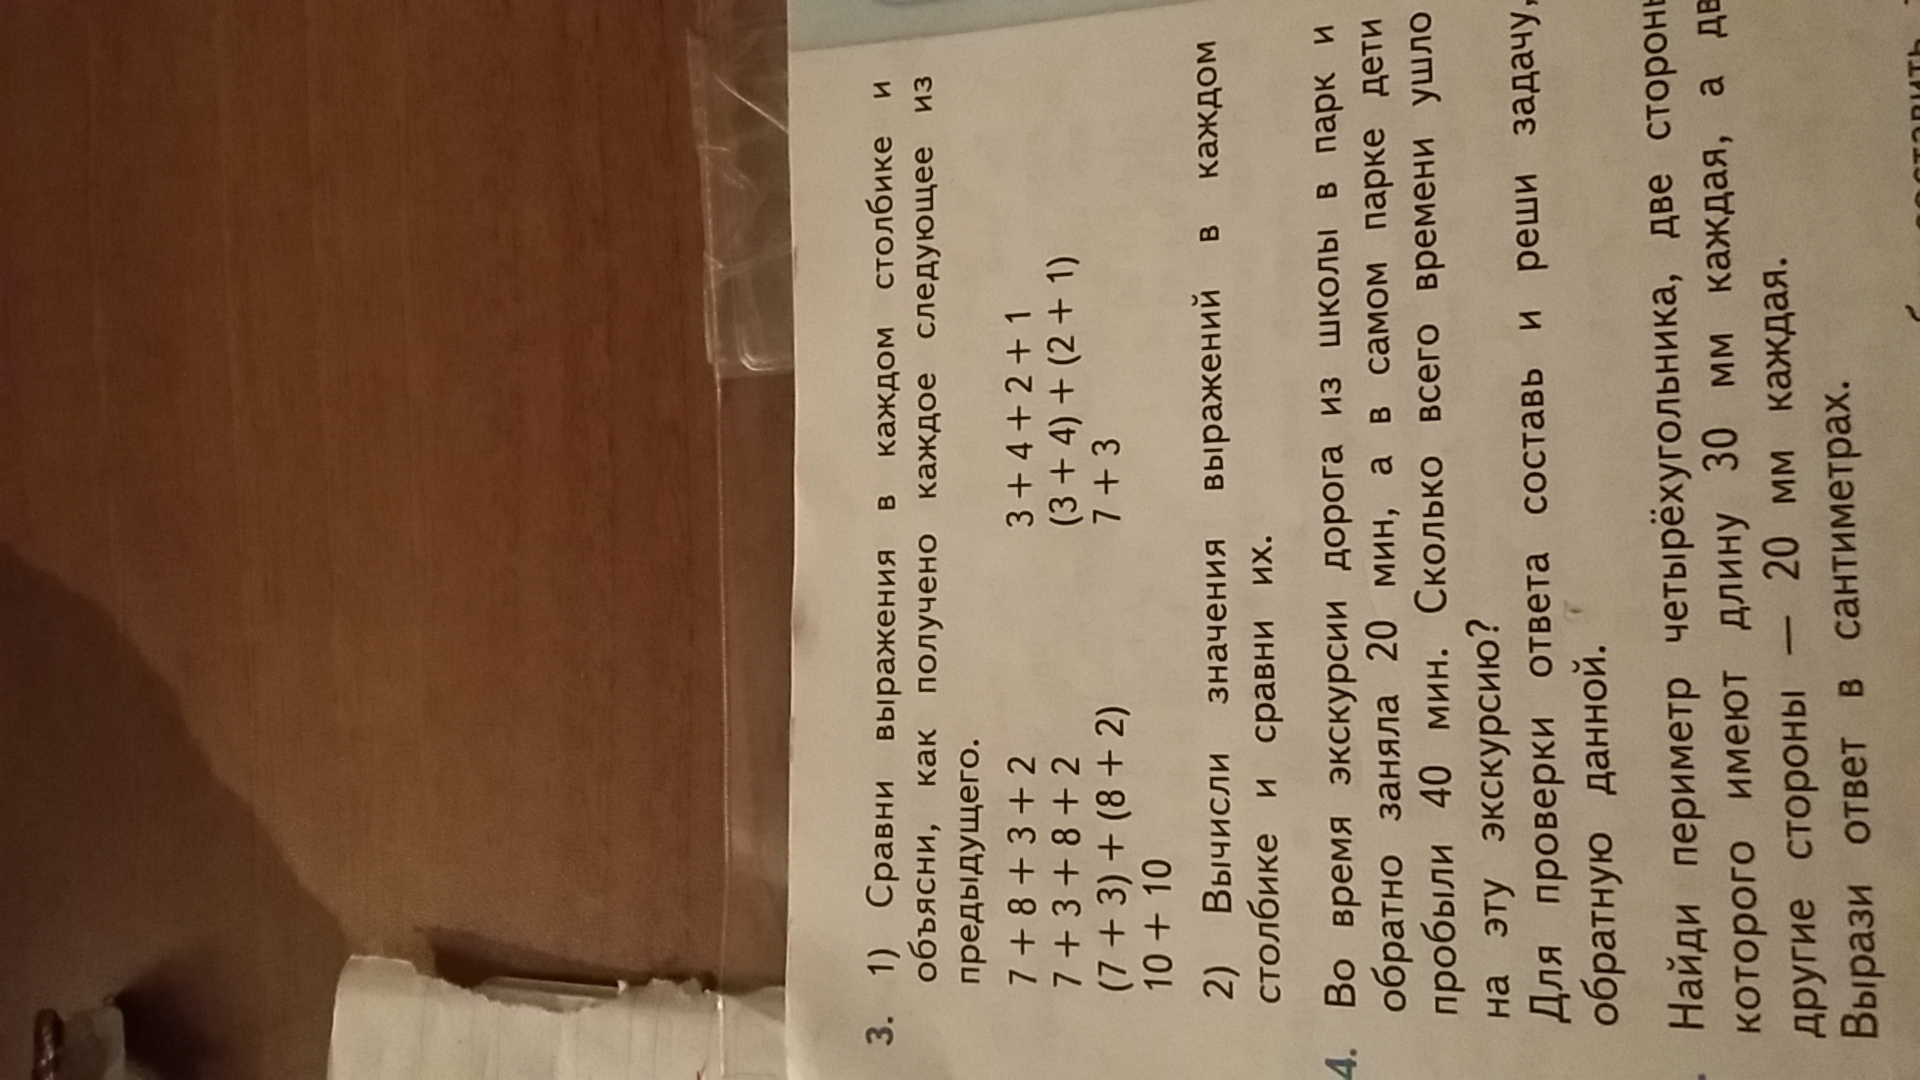 3. 1) Сравни выражения в каждом столбике и
объясни, как получено каждое следующее из
предыдущего.
7 + 8 + 3 + 2
7 + 3 + 8 + 2
(7 + 3) + (8 + 2)
10 + 10
3 + 4 + 2 + 1
(3 + 4) + (2 + 1)
7 + 3
2) Вычисли значения выражений в каждом
столбике и сравни их.
4. Во время экскурсии дорога из школы в парк и
обратно заняла 20 мин, а в самом парке дети
пробыли 40 мин. Сколько всего времени ушло
на эту экскурсию?
Для проверки ответа составь и реши задачу,
обратную данной.
Найди периметр четырёхугольника, две
которого имеют длину 30 мм каждая, а
другие стороны — 20 мм каждая.
Вырази ответ в сантиметрах.